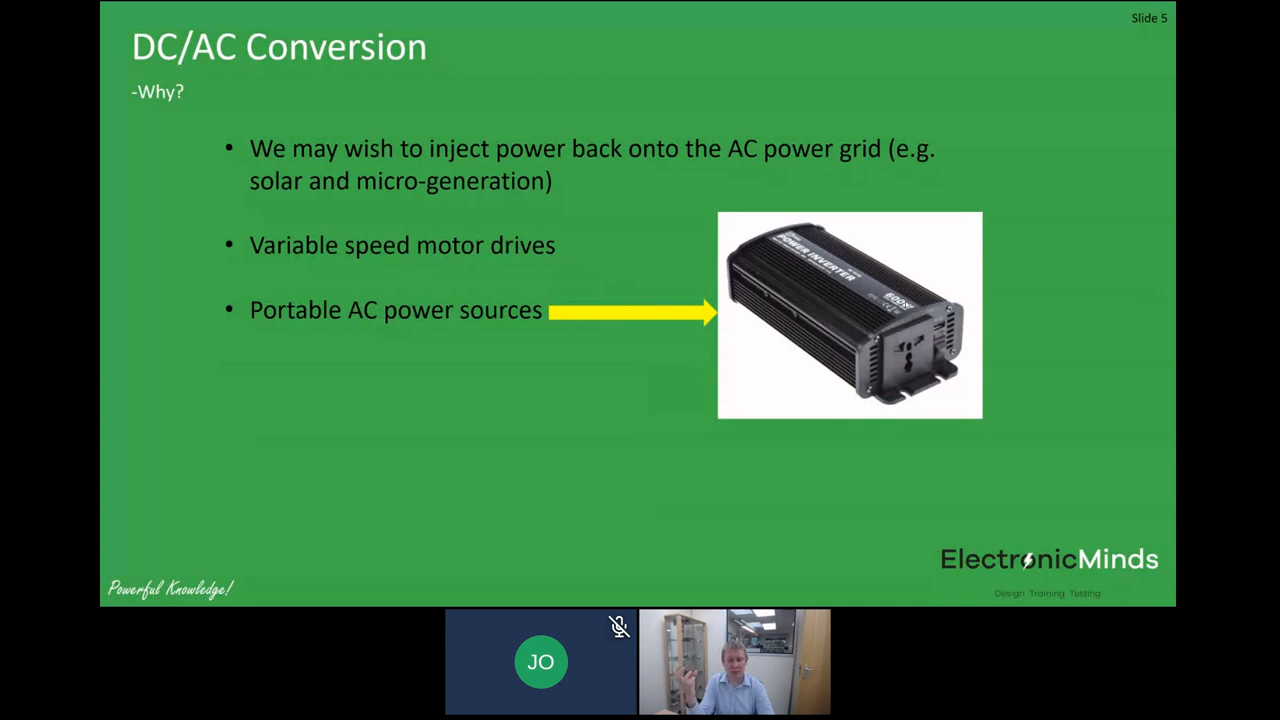 Slide 5
DC/AC Conversion
-Why?
• We may wish to inject power back onto the AC power grid (e.g.
solar and micro-generation)
• Variable speed motor drives
• Portable AC power sources
POWER INVERTER
600W
ElectronicMinds
Design Training Testing
Powerful Knowledge!
JO